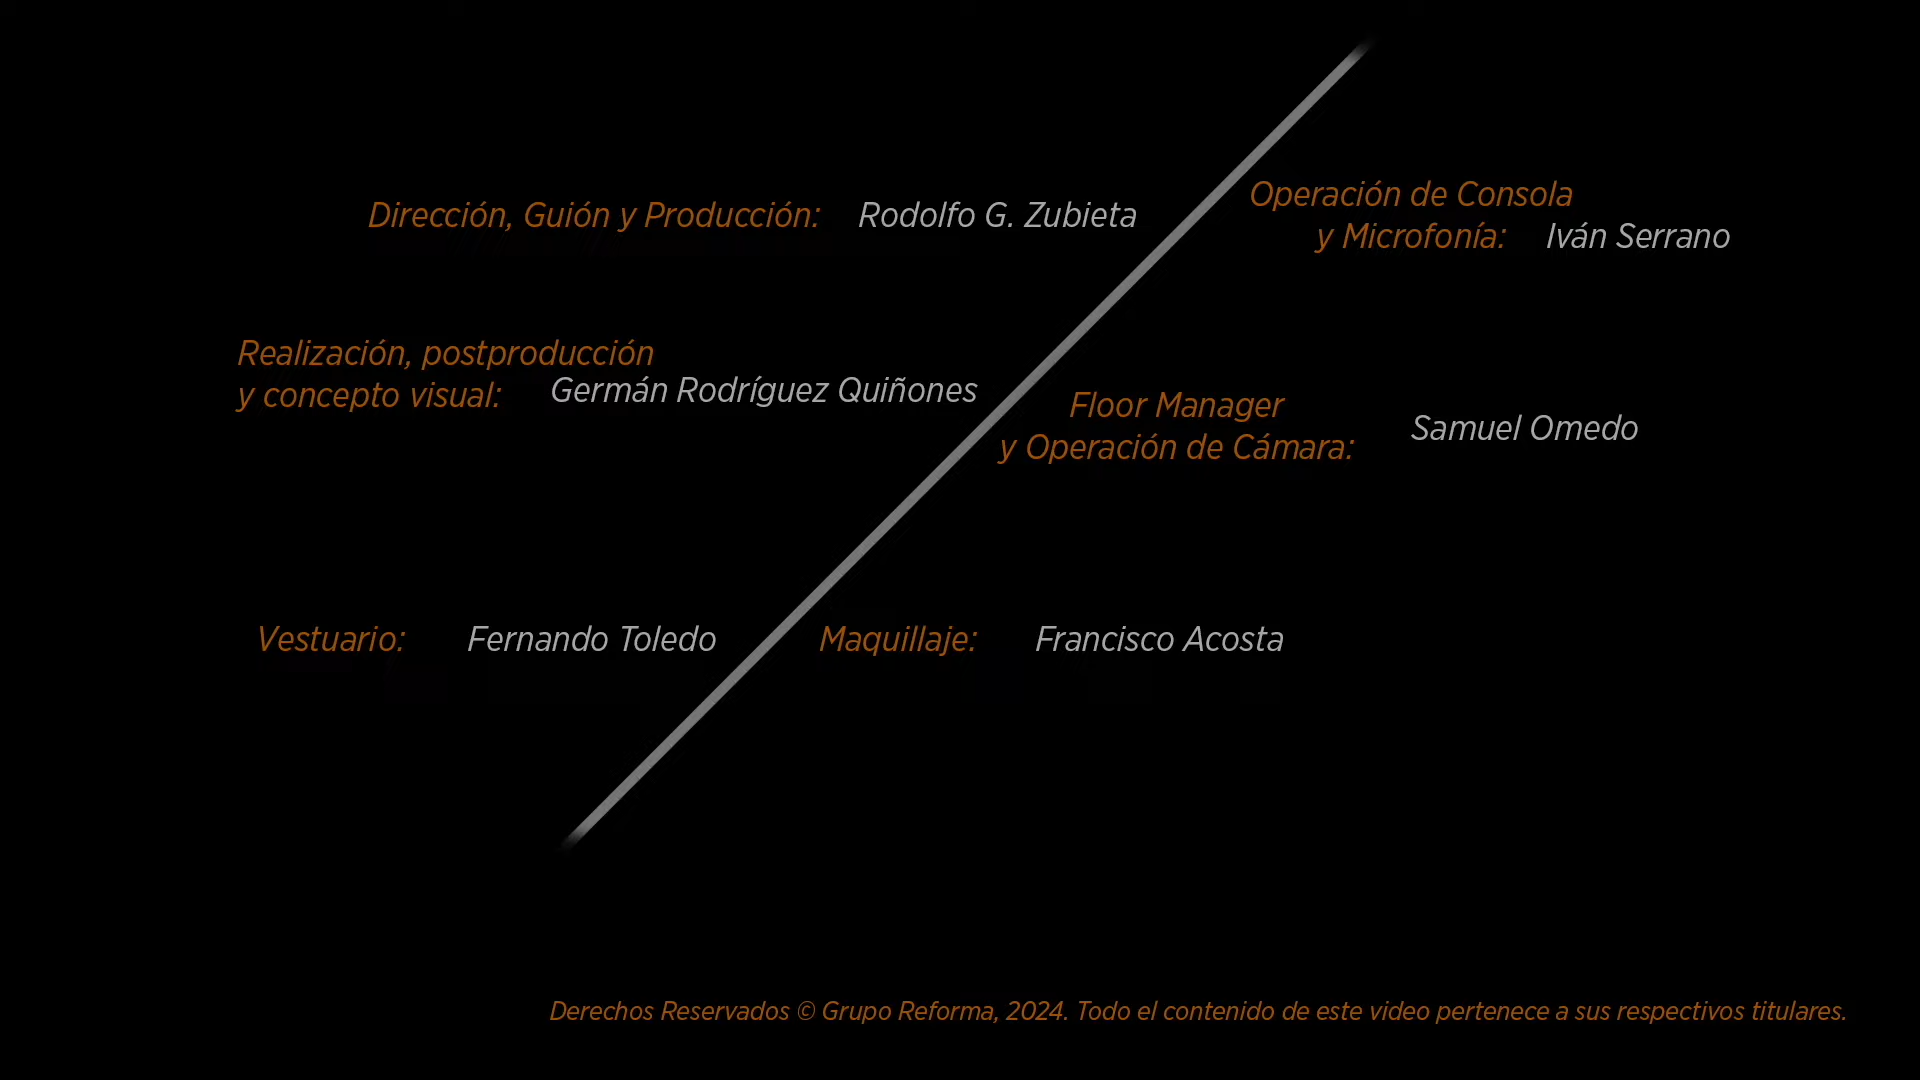 Dirección, Guión y Producción: Rodolfo G. Zubieta
Operación de Consola
y Microfonía: Iván Serrano
Realización, postproducción
y concepto visual: Germán Rodríguez Quiñones
Floor Manager
y Operación de Cámara: Samuel Omedo
Vestuario: Fernando Toledo
Maquillaje: Francisco Acosta
Derechos Reservados © Grupo Reforma, 2024. Todo el contenido de este video pertenece a sus respectivos titulares.